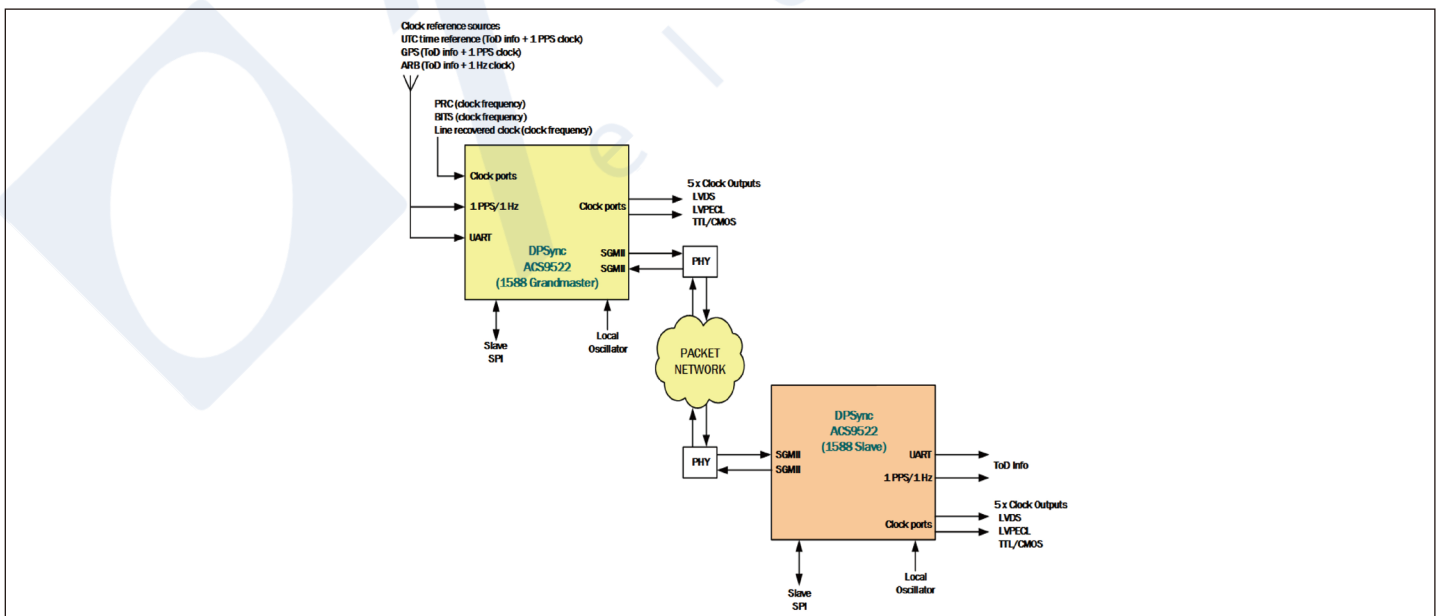 Clock reference sources
UTC time reference (ToD info + 1 PPS clock)
GPS (ToD info + 1 PPS clock)
ARB (ToD info + 1 Hz clock)
PRC (clock frequency)
BITS (clock frequency)
Line recovered clock (clock frequency)
Clock ports
1 PPS/1 Hz
UART
Clock ports
DPSync
ACS9522
(1588 Grandmaster)
SGMII
SGMII
5 x Clock Outputs
LVDS
LVPECL
TTL/CMOS
PHY
Slave
SPI
Local
Oscillator
PACKET
NETWORK
PHY
DPSync
ACS9522
(1588 Slave)
SGMII
SGMII
UART
1 PPS/1 Hz
Clock ports
ToD Info
5 x Clock Outputs
LVDS
LVPECL
TTL/CMOS
Slave
SPI
Local
Oscillator